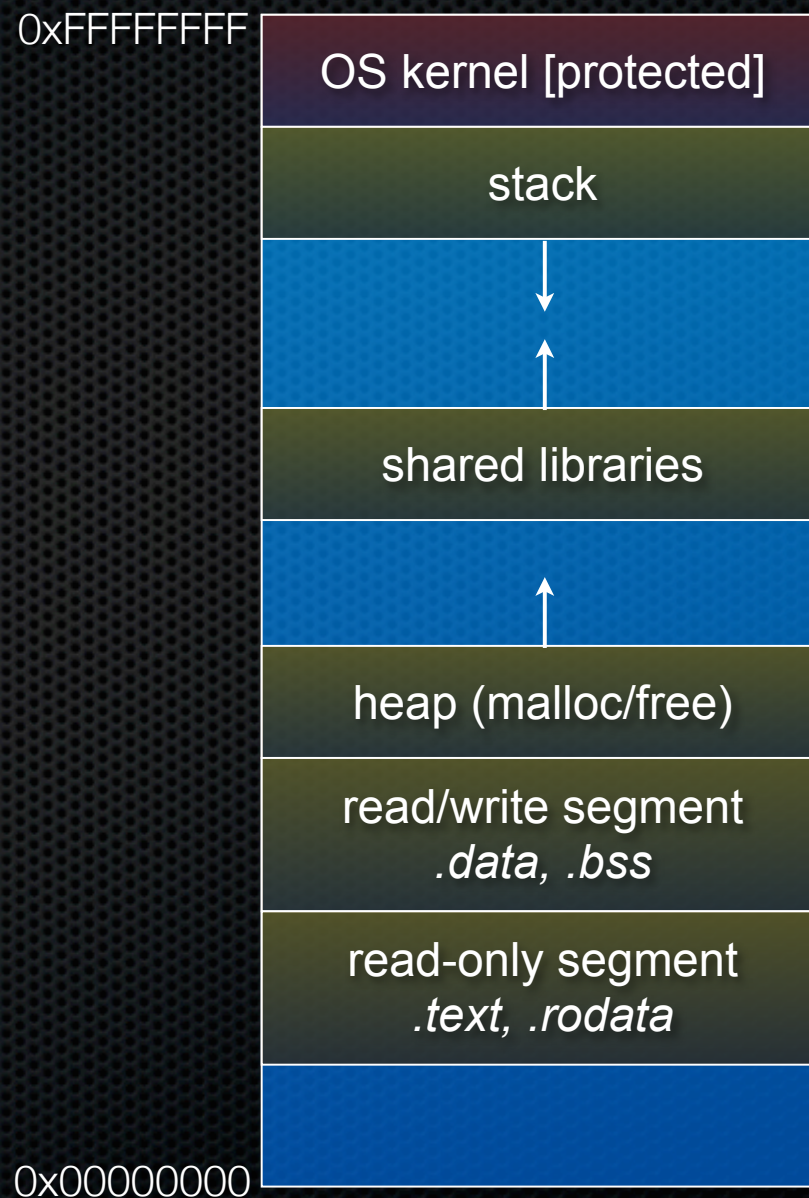 0xFFFFFFFF
OS kernel [protected]
stack
shared libraries
heap (malloc/free)
read/write segment
.data, .bss
read-only segment
.text, .rodata
0x00000000